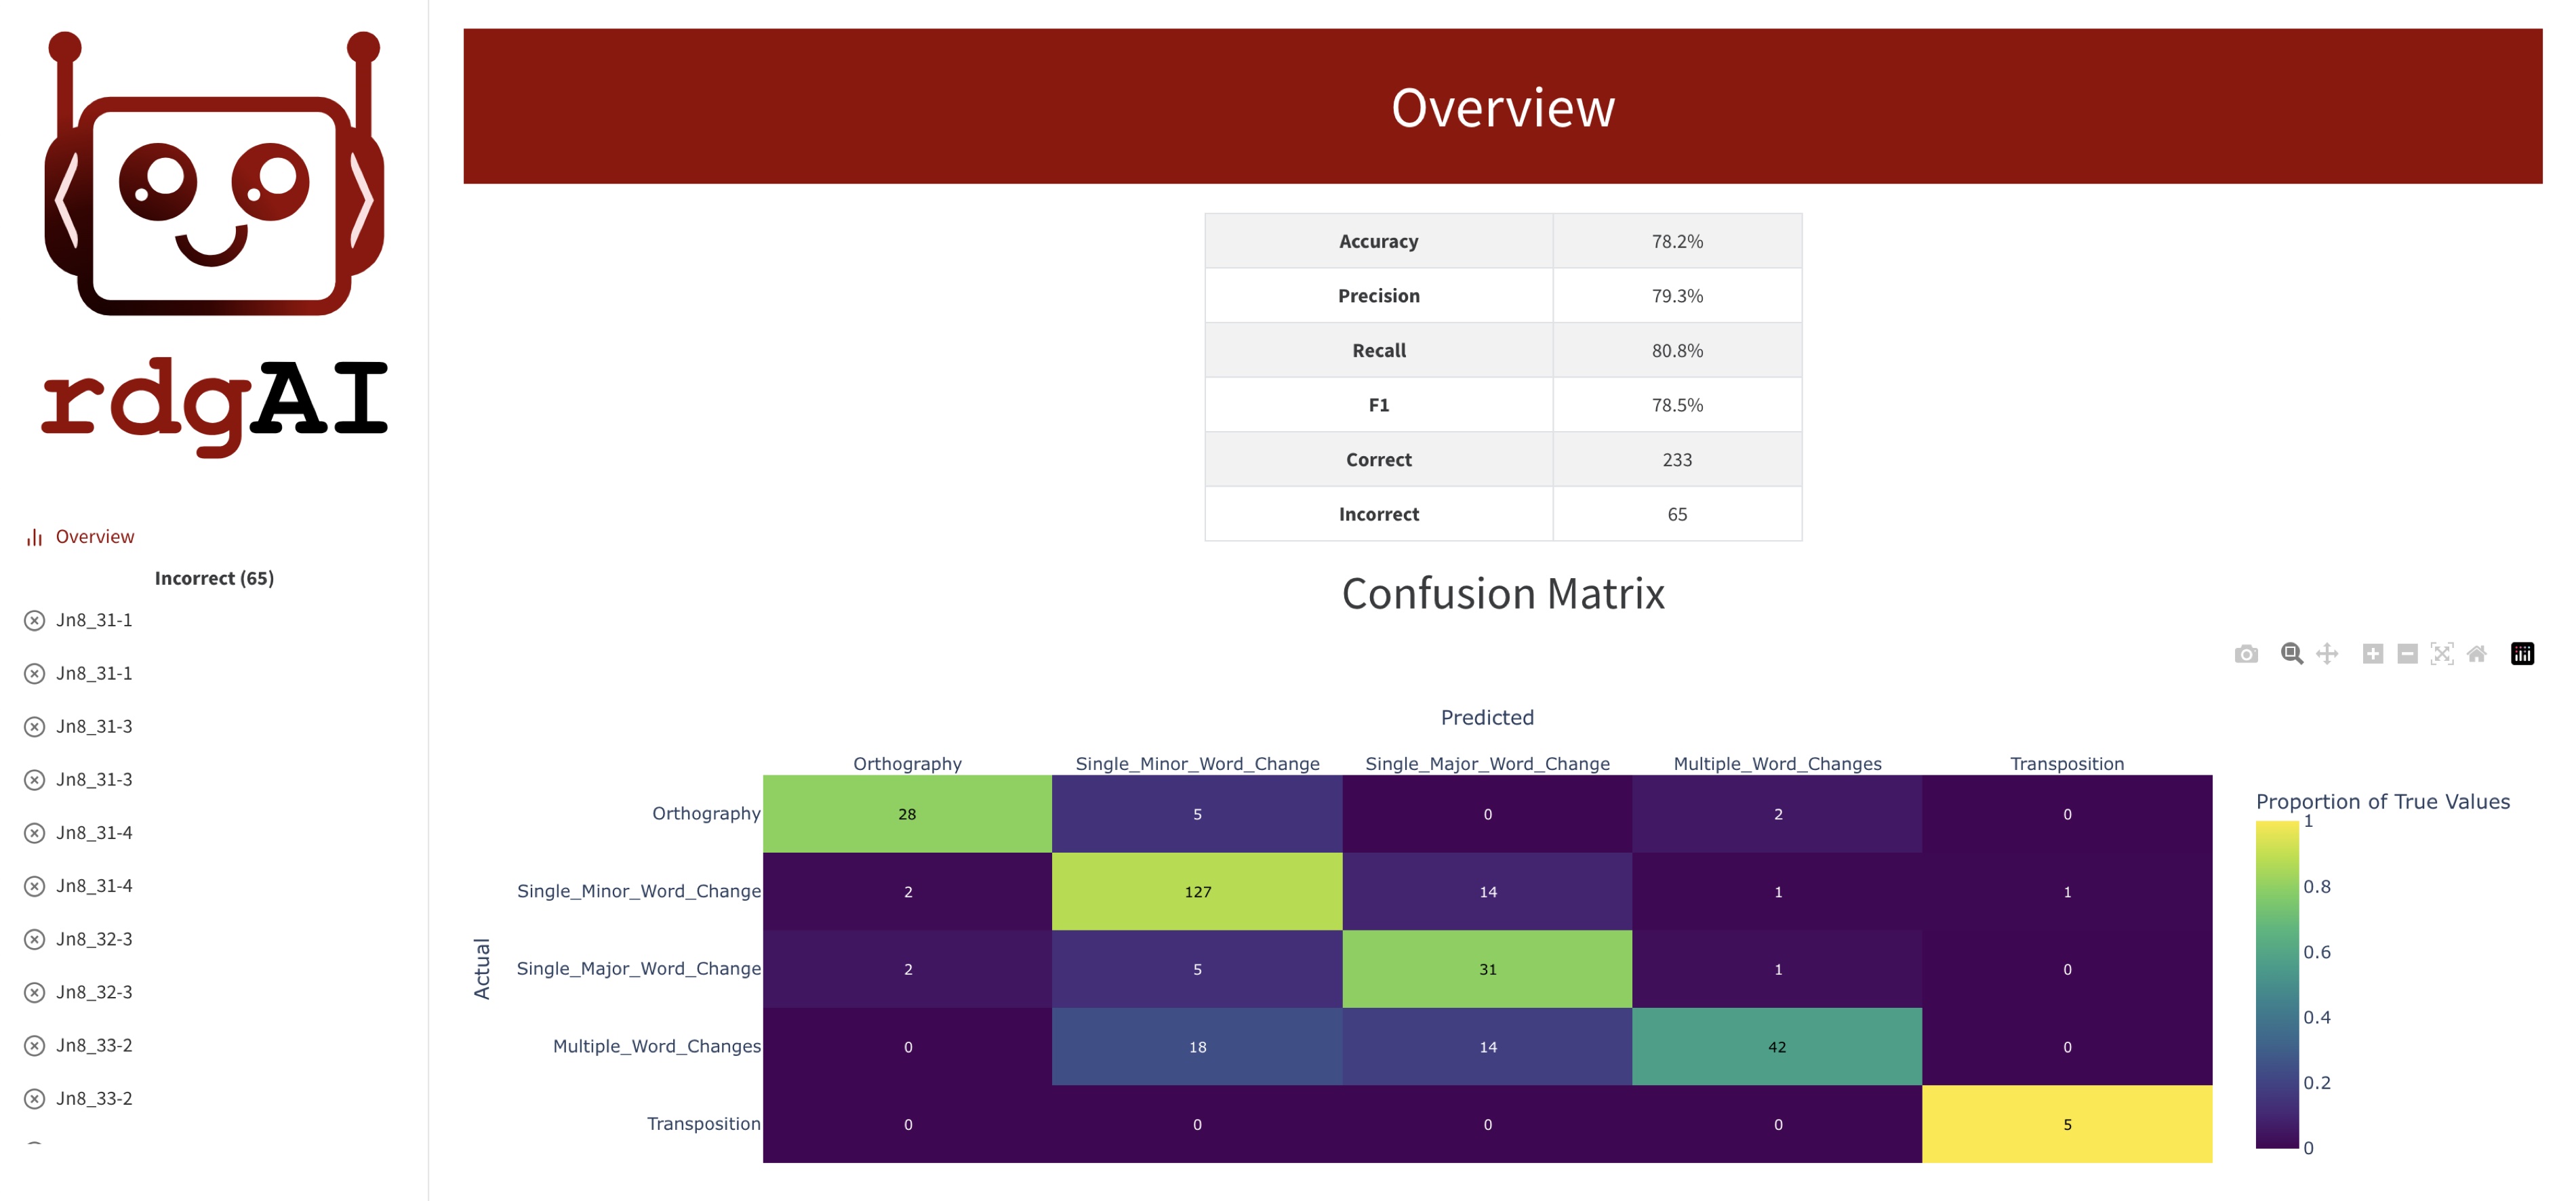 rdgAI
Overview
Incorrect (65)
Jn8_31-1
Jn8_31-1
Jn8_31-3
Jn8_31-3
Jn8_31-4
Jn8_31-4
Jn8_32-3
Jn8_32-3
Jn8_33-2
Jn8_33-2
Overview
Accuracy 78.2%
Precision 79.3%
Recall 80.8%
F1 78.5%
Correct 233
Incorrect 65
Confusion Matrix
Predicted
Orthography Single_Minor_Word_Change Single_Major_Word_Change Multiple_Word_Changes Transposition
Actual
Orthography 28 5 0 2 0
Single_Minor_Word_Change 2 127 14 1 1
Single_Major_Word_Change 2 5 31 1 0
Multiple_Word_Changes 0 18 14 42 0
Transposition 0 0 0 0 5
Proportion of True Values
1
0.8
0.6
0.4
0.2
0